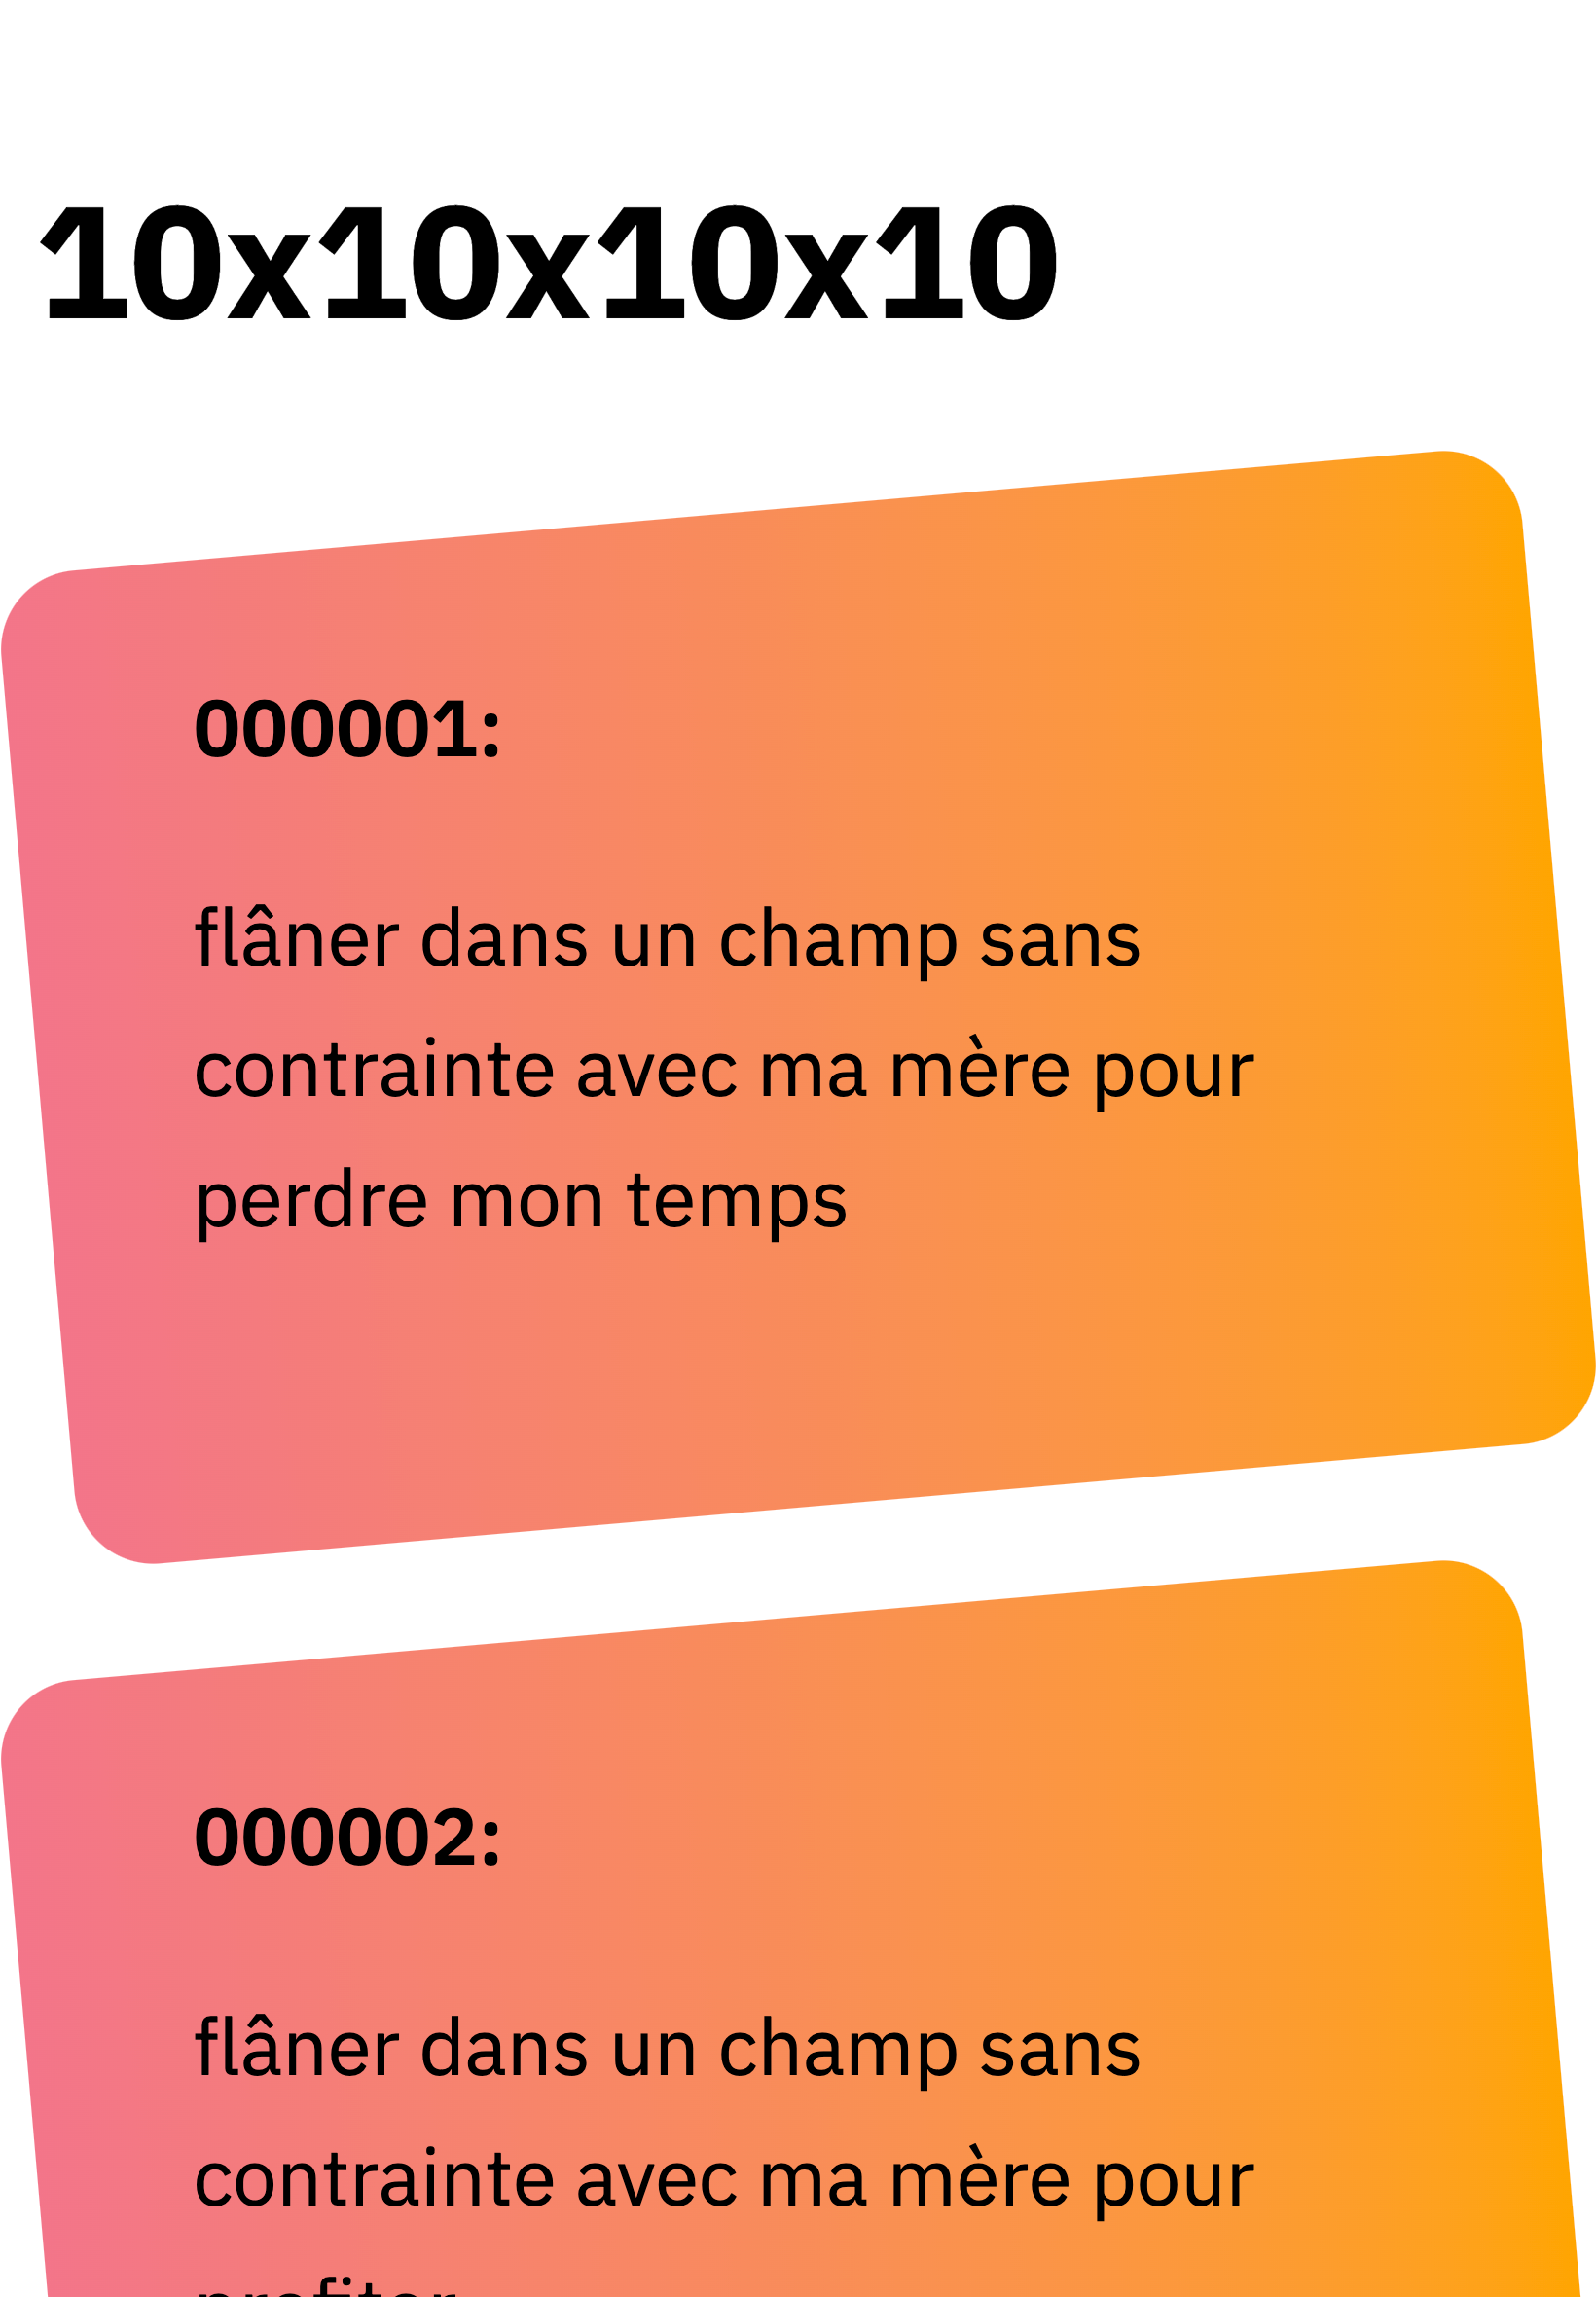 10x10x10x10
000001:
flâner dans un champ sans
contrainte avec ma mère pour
perdre mon temps
000002:
flâner dans un champ sans
contrainte avec ma mère pour
profiter